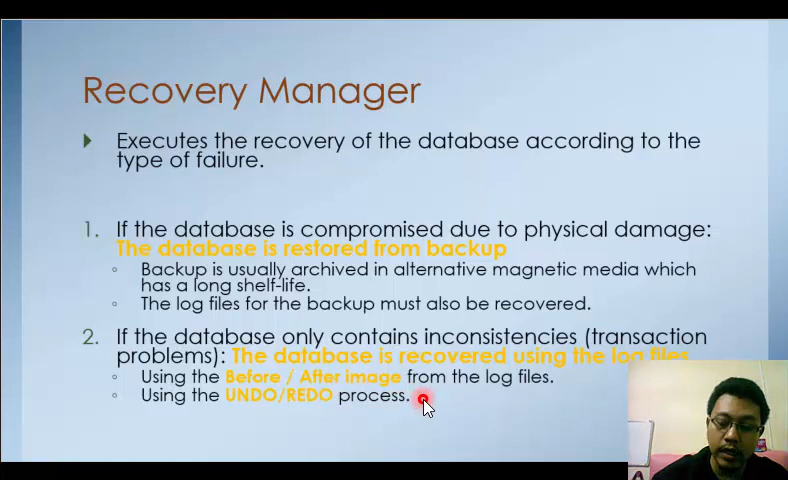 Recovery Manager
Executes the recovery of the database according to the
type of failure.
1. If the database is compromised due to physical damage:
The database is restored from backup
Backup is usually archived in alternative magnetic media which
has a long shelf-life.
The log files for the backup must also be recovered.
2. If the database only contains inconsistencies (transaction
problems): The database is recovered using the log files
Using the Before / After image from the log files.
Using the UNDO/REDO process.